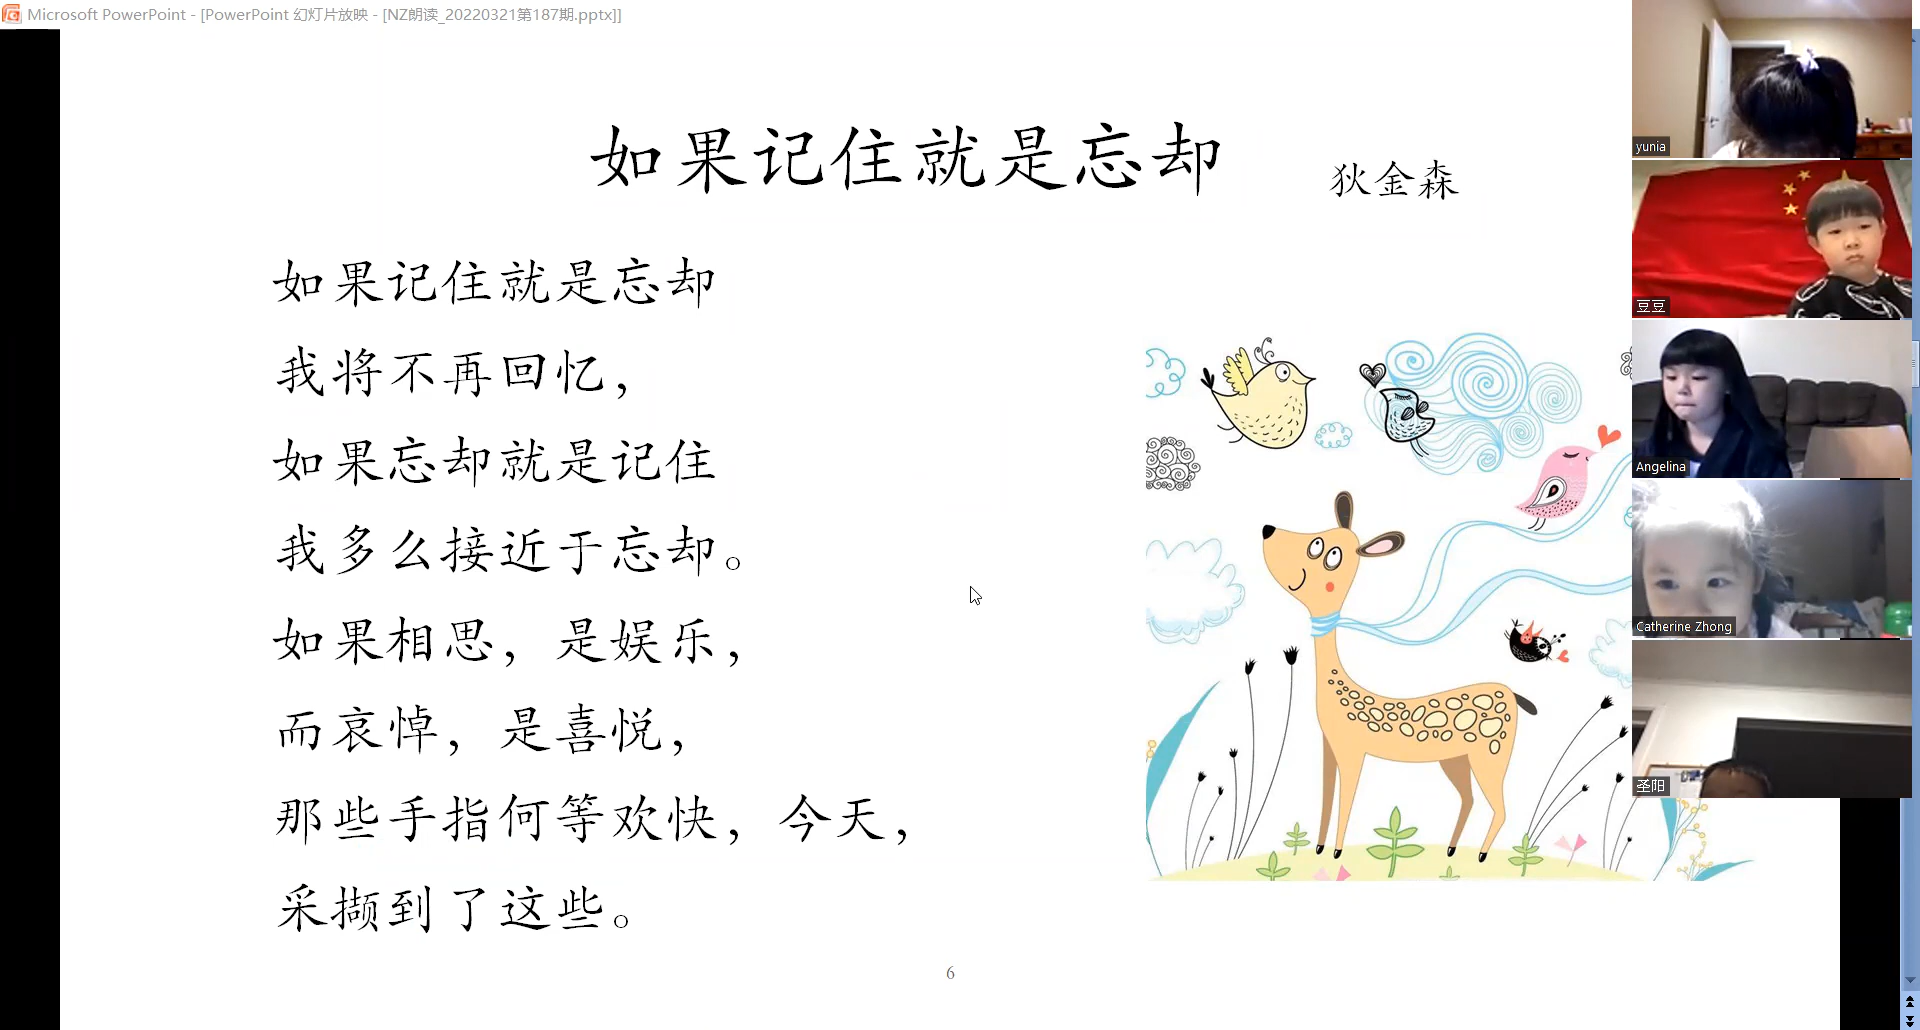 Microsoft PowerPoint - [PowerPoint 幻灯片放映 - [NZ朗读_20220321第187期.pptx]]
如果记住就是忘却
狄金森
如果记住就是忘却
我将不再回忆，
如果忘却就是记住
我多么接近于忘却。
如果相思，是娱乐，
而哀悼，是喜悦，
那些手指何等欢快，今天，
采撷到了这些。
6
yunia
豆豆
Angelina
Catherine Zhong
圣阳